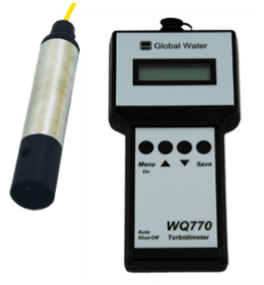 Global Water
Menu ▲ ▼ Save
On
WQ770
Auto
Shut-Off Turbidimeter